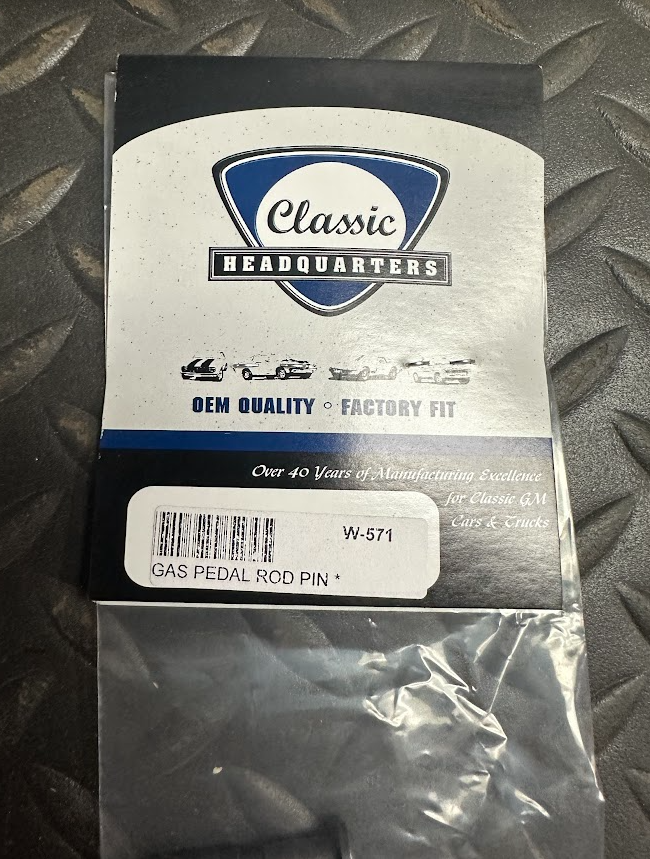 Classic
HEADQUARTERS
OEM QUALITY ◦ FACTORY FIT
Over 40 Years of Manufacturing Excellence
for Classic GM
Cars & Trucks
W-571
GAS PEDAL ROD PIN *